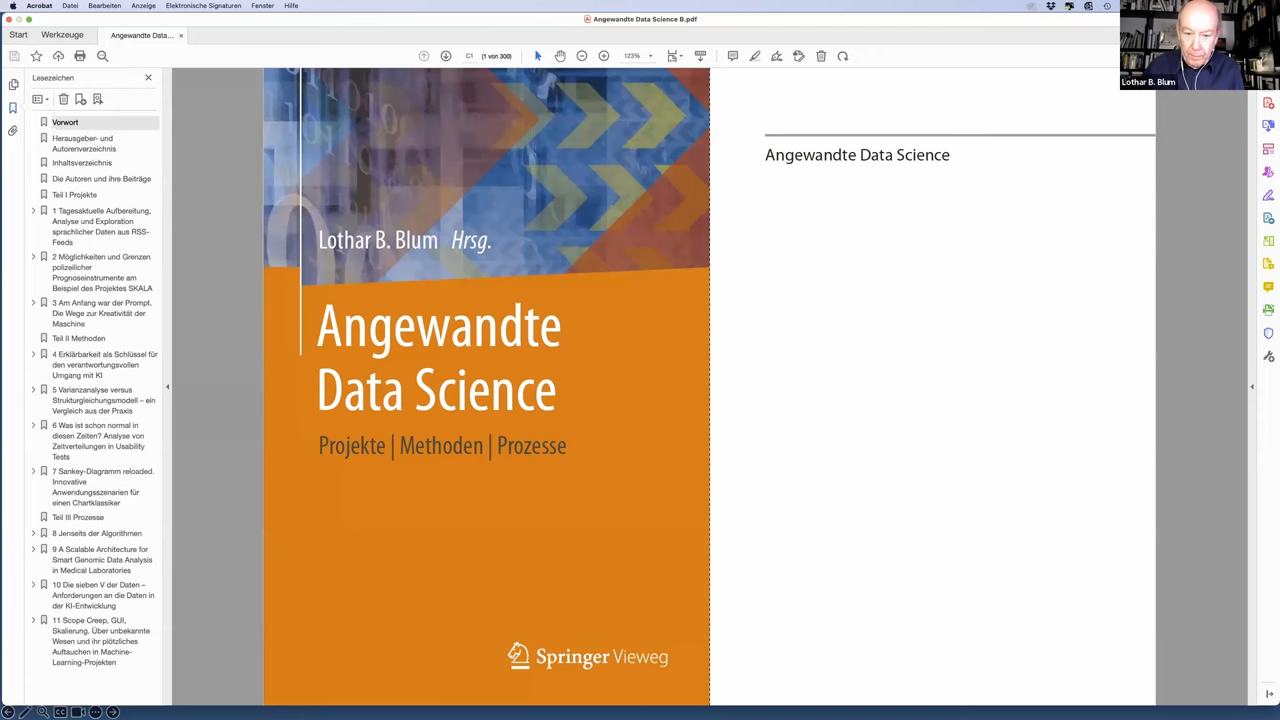 Acrobat Datei Bearbeiten Anzeige Elektronische Signaturen Fenster Hilfe
Angewandte Data Science B.pdf
Start Werkzeuge Angewandte Data... ×
C1 (1 von 300) 123%
Lesezeichen
Vorwort
Herausgeber- und
Autorenverzeichnis
Inhaltsverzeichnis
Die Autoren und ihre Beiträge
Teil I Projekte
1 Tagesaktuelle Aufbereitung,
Analyse und Exploration
sprachlicher Daten aus RSS-
Feeds
2 Möglichkeiten und Grenzen
polizeilicher
Prognoseinstrumente am
Beispiel des Projektes SKALA
3 Am Anfang war der Prompt.
Die Wege zur Kreativität der
Maschine
Teil II Methoden
4 Erklärbarkeit als Schlüssel für
den verantwortungsvollen
Umgang mit KI
5 Varianzanalyse versus
Strukturgleichungsmodell – ein
Vergleich aus der Praxis
6 Was ist schon normal in
diesen Zeiten? Analyse von
Zeitverteilungen in Usability
Tests
7 Sankey-Diagramm reloaded.
Innovative
Anwendungsszenarien für
einen Chartklassiker
Teil III Prozesse
8 Jenseits der Algorithmen
9 A Scalable Architecture for
Smart Genomic Data Analysis
in Medical Laboratories
10 Die sieben V der Daten –
Anforderungen an die Daten in
der KI-Entwicklung
11 Scope Creep, GUI,
Skalierung. Über unbekannte
Wesen und ihr plötzliches
Auftauchen in Machine-
Learning-Projekten
Lothar B. Blum Hrsg.
Angewandte
Data Science
Projekte | Methoden | Prozesse
Springer Vieweg
Angewandte Data Science
Lothar B. Blum
CC